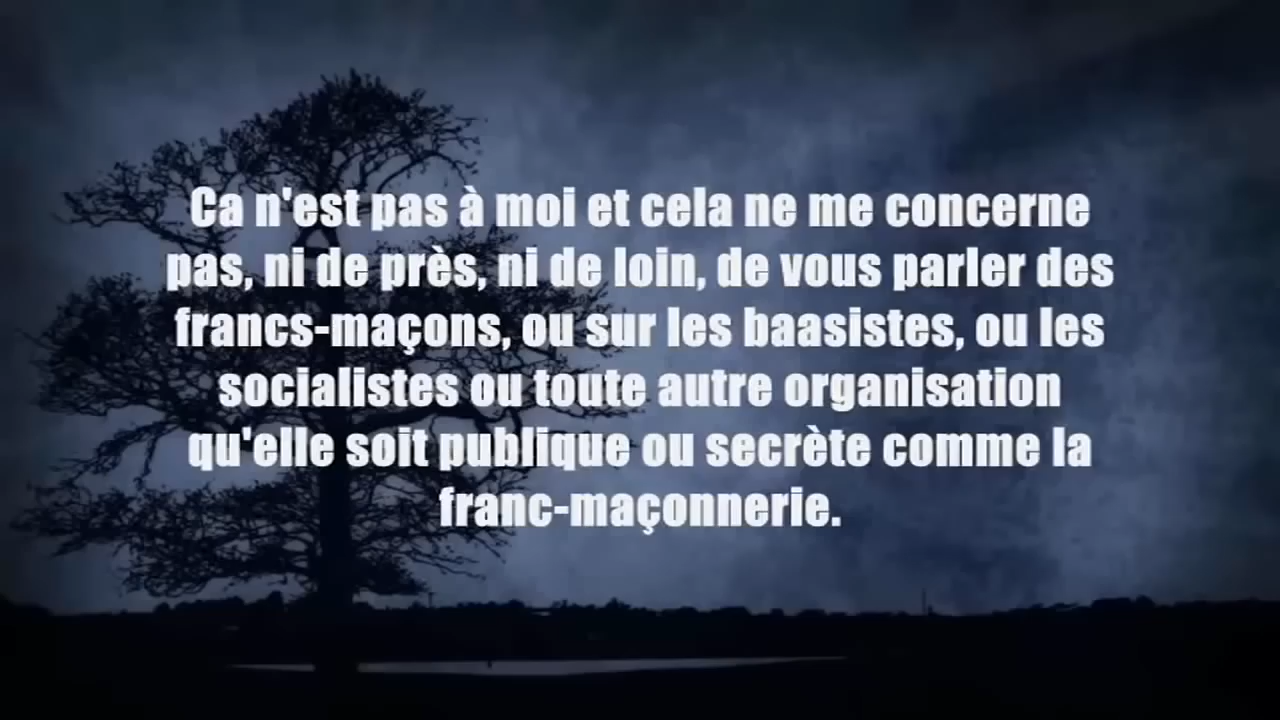 Ca n'est pas à moi et cela ne me concerne
pas, ni de près, ni de loin, de vous parler des
francs-maçons, ou sur les baasistes, ou les
socialistes ou toute autre organisation
qu'elle soit publique ou secrète comme la
franc-maçonnerie.